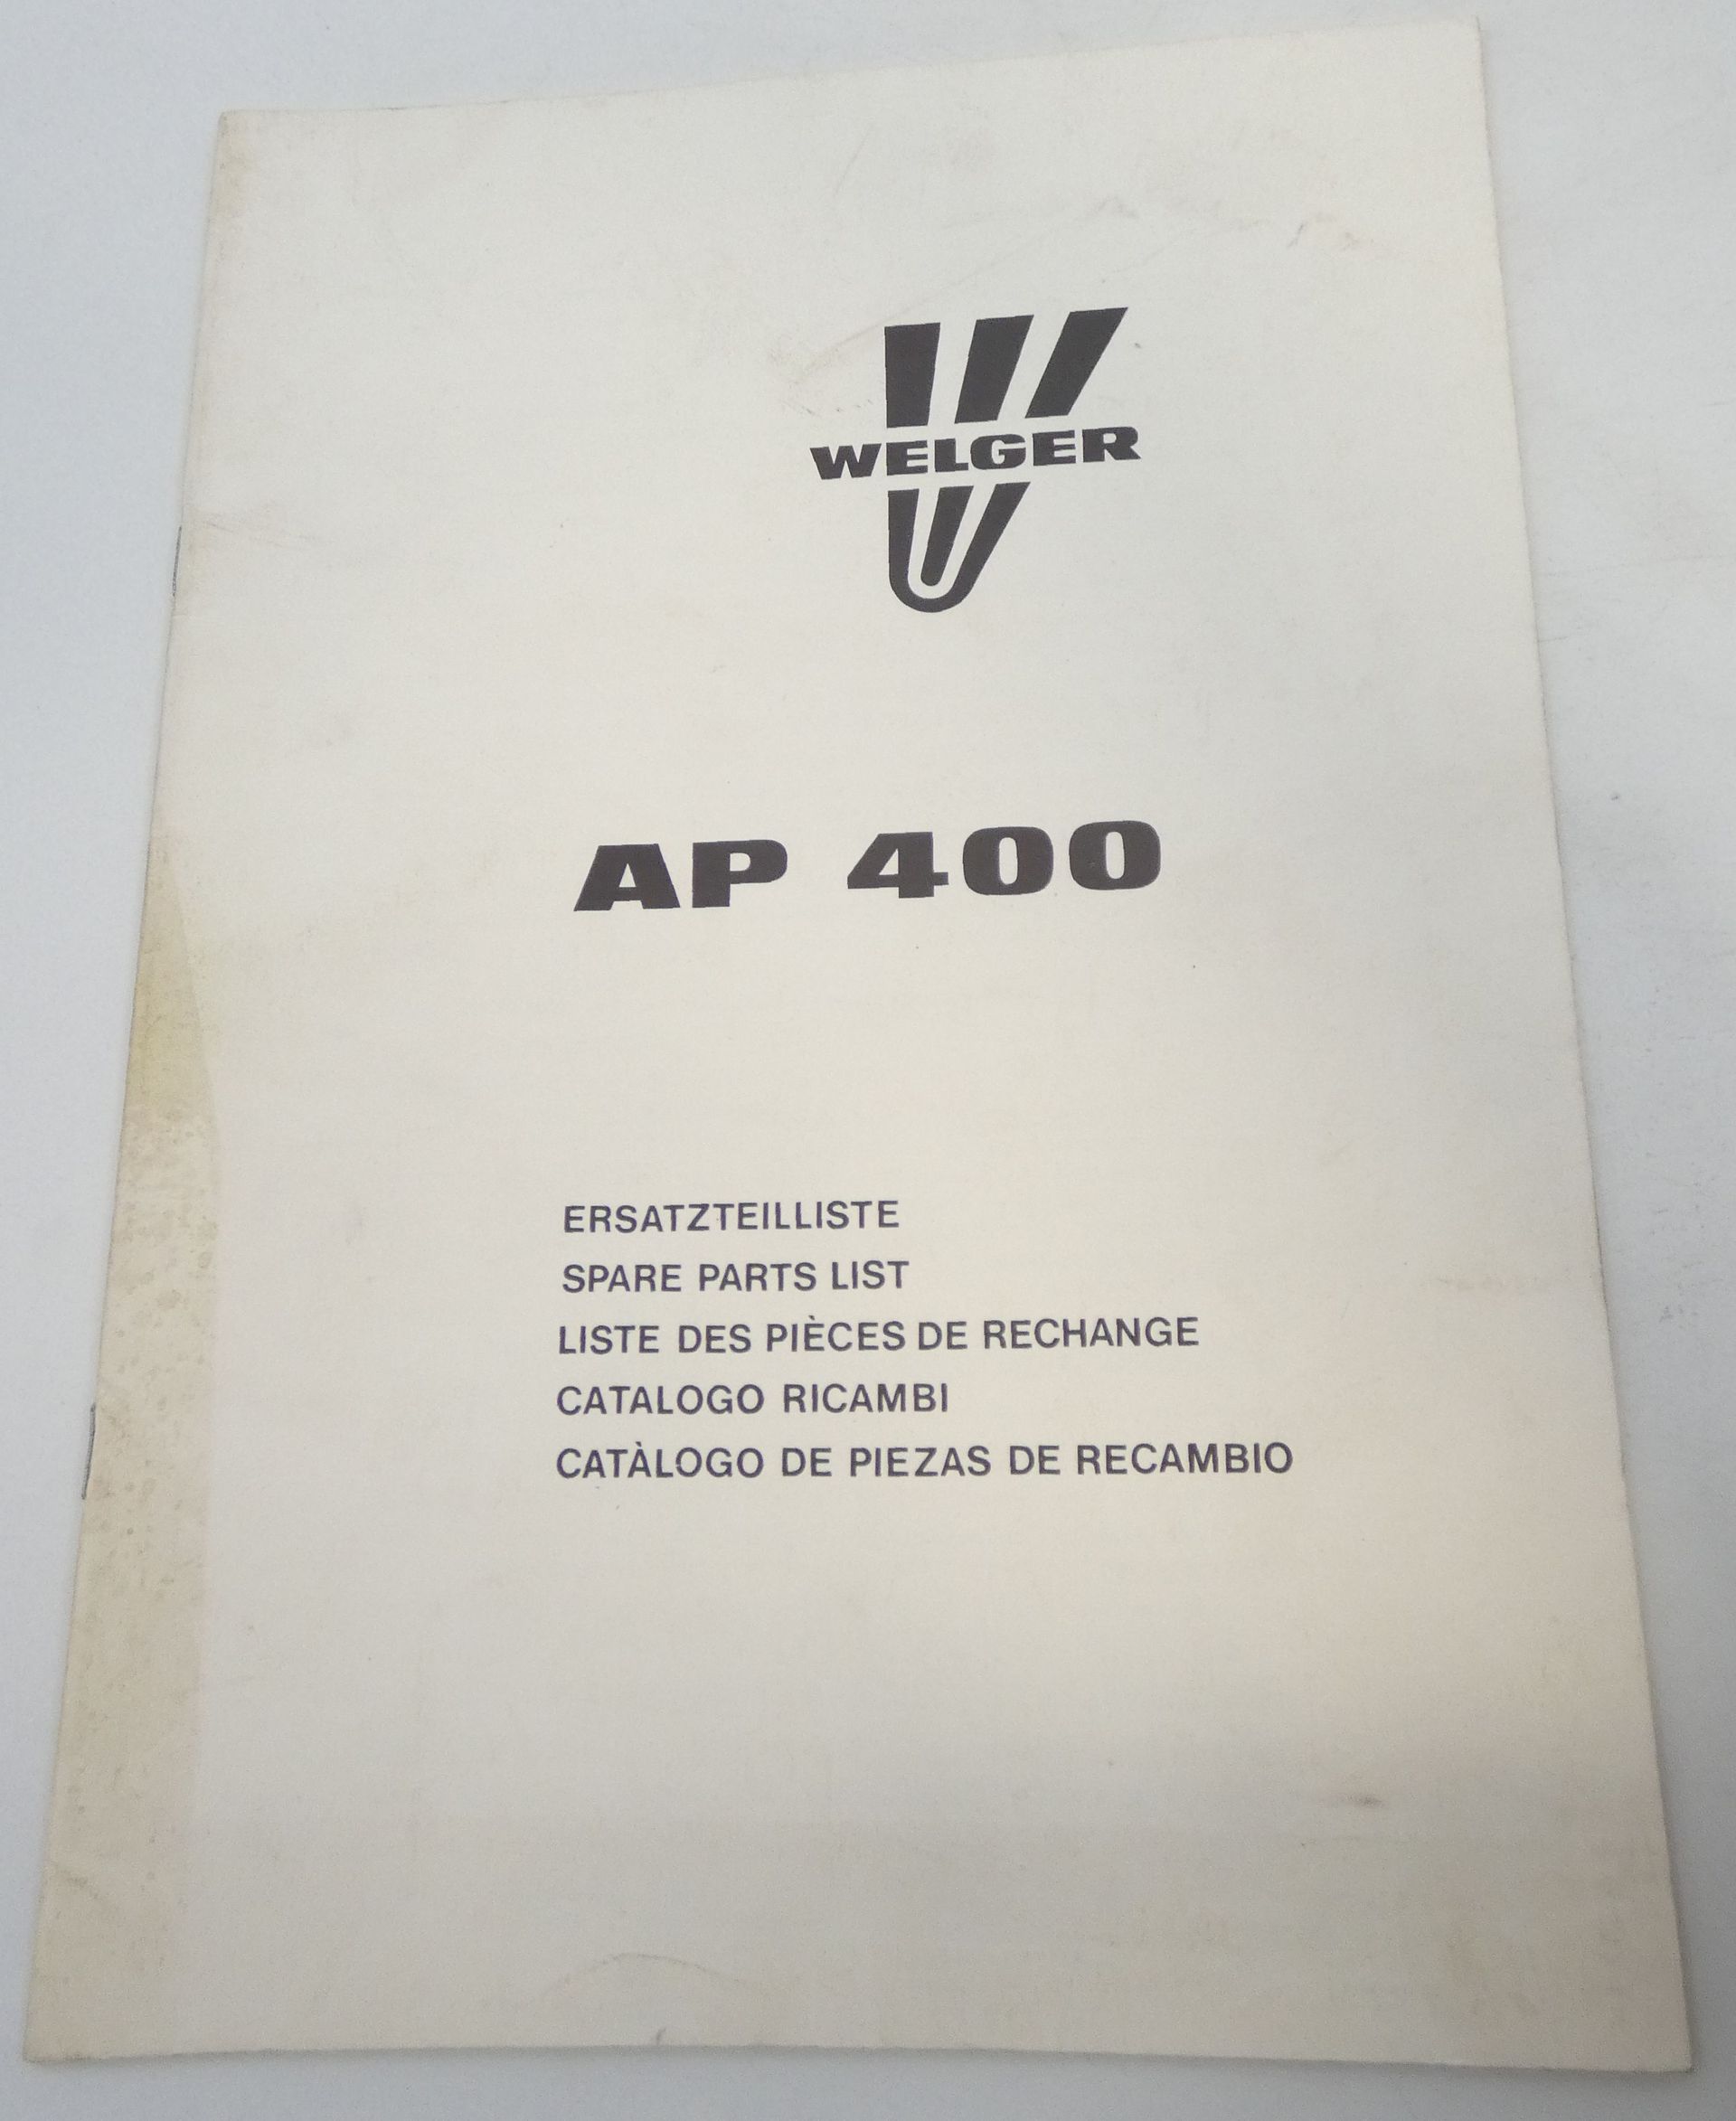 WELGER
AP 400
ERSATZTEILLISTE
SPARE PARTS LIST
LISTE DES PIÈCES DE RECHANGE
CATALOGO RICAMBI
CATÀLOGO DE PIEZAS DE RECAMBIO